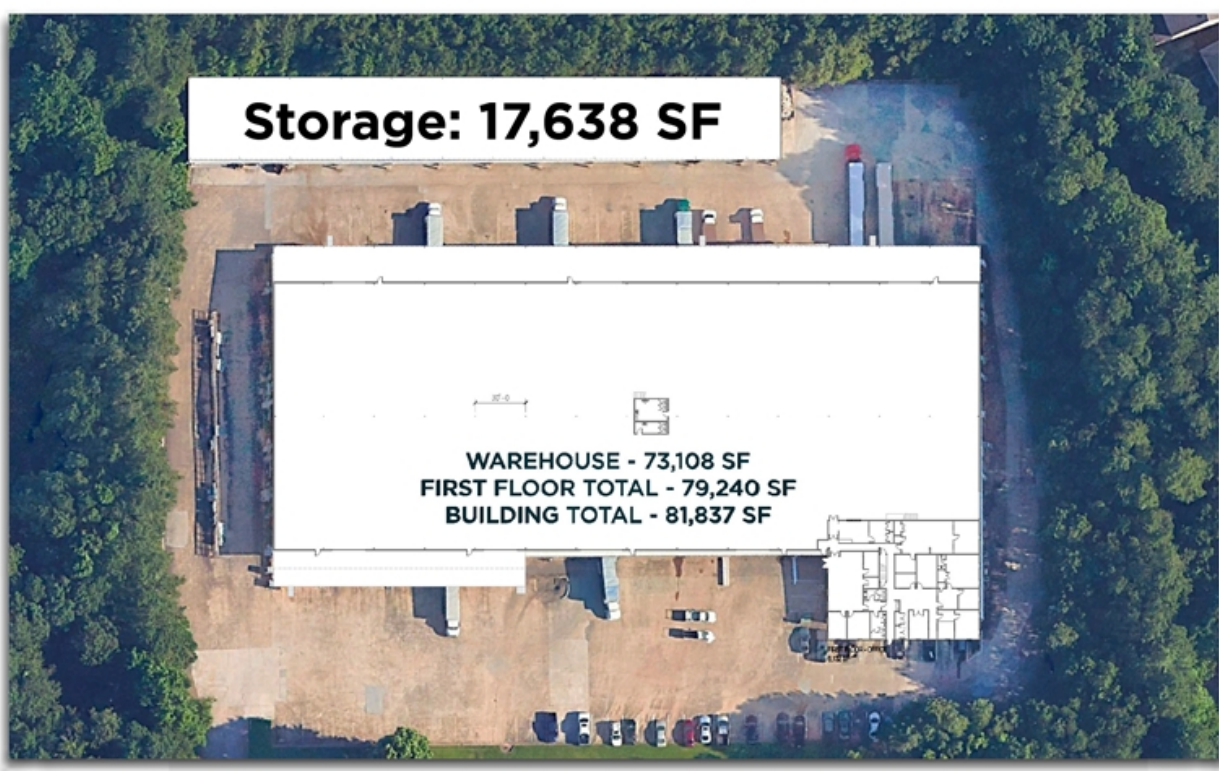 Storage: 17,638 SF
WAREHOUSE - 73,108 SF
FIRST FLOOR TOTAL - 79,240 SF
BUILDING TOTAL - 81,837 SF